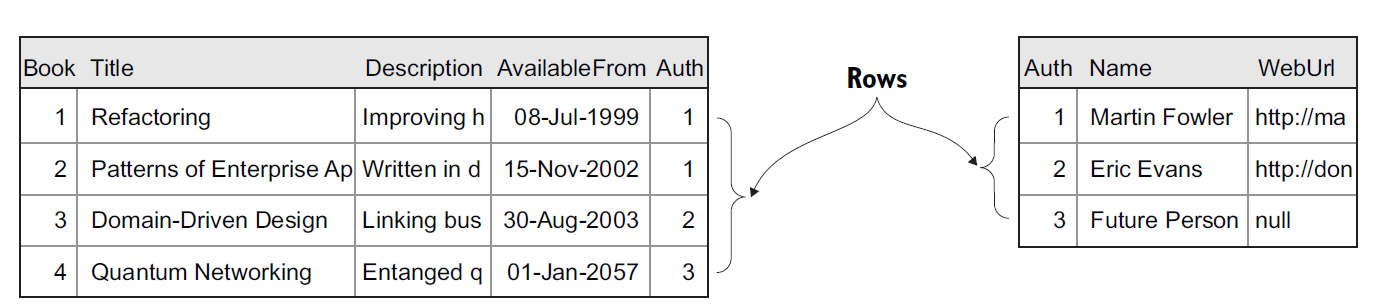 Book Title Description AvailableFrom Auth
1 Refactoring Improving h 08-Jul-1999 1
2 Patterns of Enterprise Ap Written in d 15-Nov-2002 1
3 Domain-Driven Design Linking bus 30-Aug-2003 2
4 Quantum Networking Entanged q 01-Jan-2057 3
Rows
Auth Name WebUrl
1 Martin Fowler http://ma
2 Eric Evans http://don
3 Future Person null